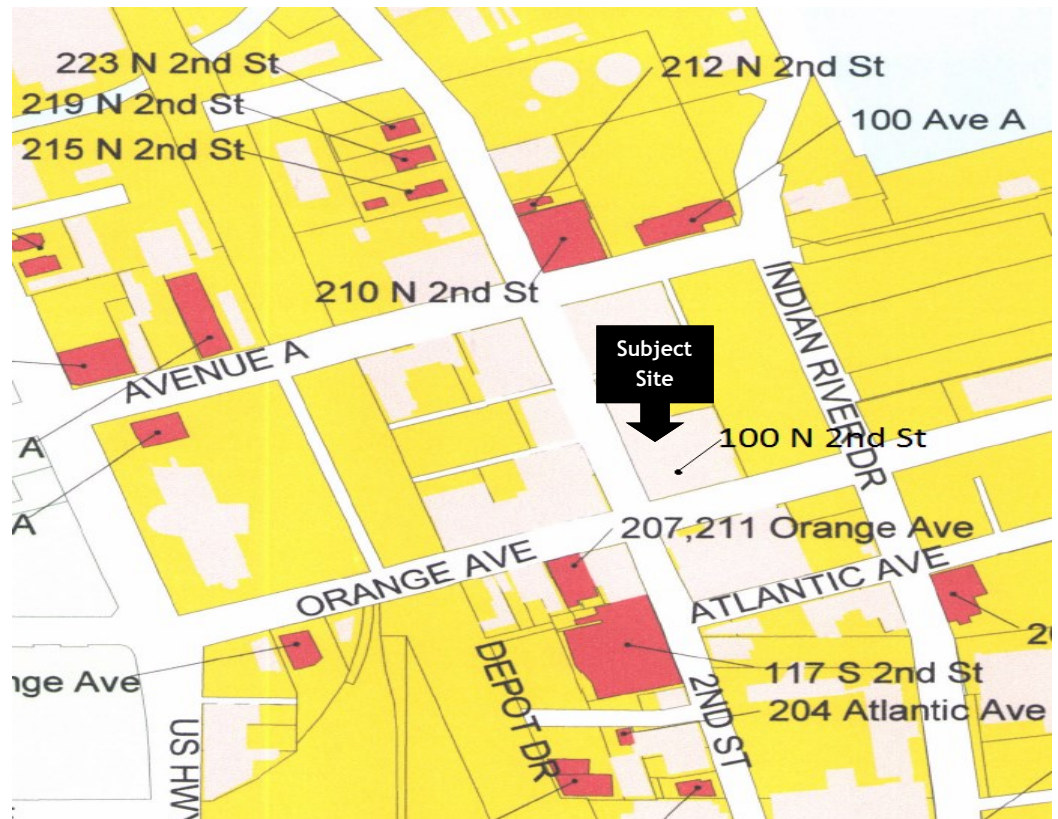 223 N 2nd St
212 N 2nd St
219 N 2nd St
100 Ave A
215 N 2nd St
210 N 2nd St
INDIAN RIVER DR
Subject
Site
AVENUE A
100 N 2nd St
A
A
207,211 Orange Ave
ORANGE AVE
ATLANTIC AVE
20
nge Ave
117 S 2nd St
DEPOT DR
2ND ST
204 Atlantic Ave
US HWY